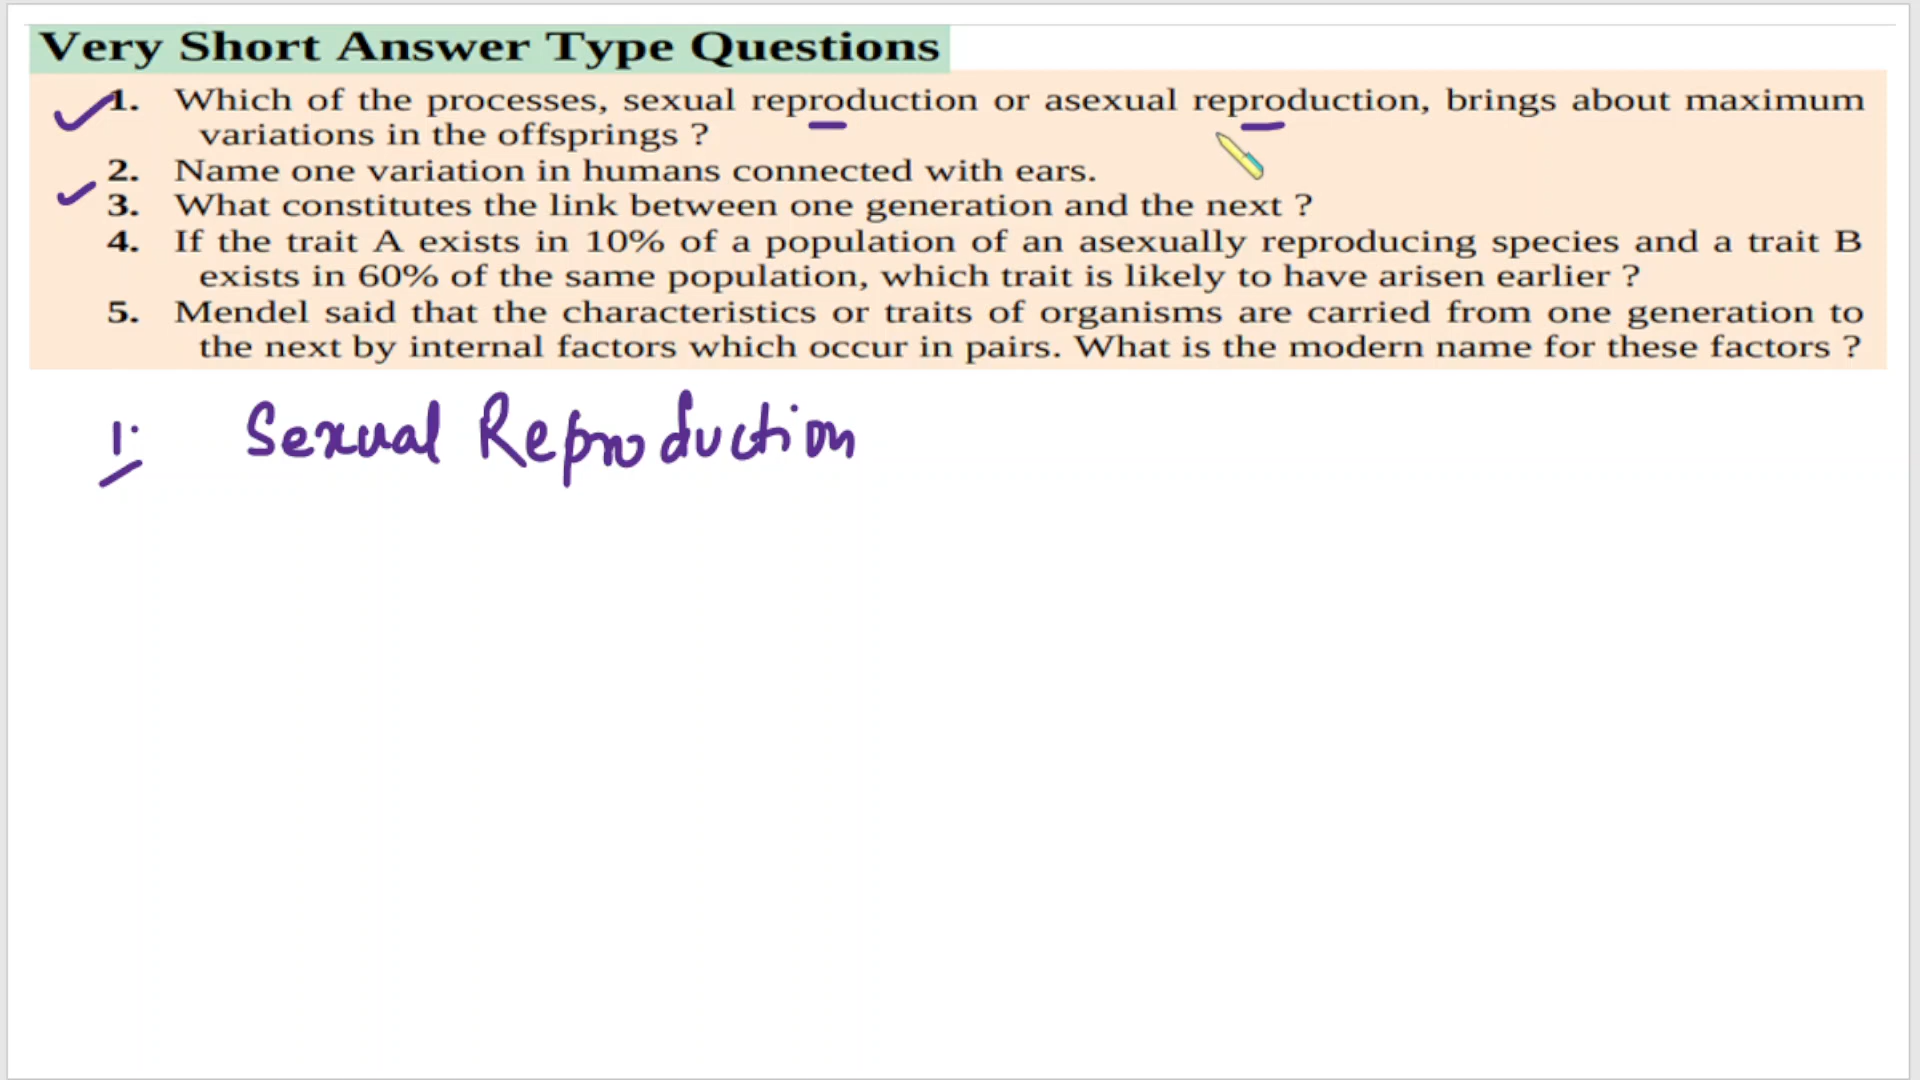 Very Short Answer Type Questions
1. Which of the processes, sexual reproduction or asexual reproduction, brings about maximum
variations in the offsprings ?
2. Name one variation in humans connected with ears.
3. What constitutes the link between one generation and the next ?
4. If the trait A exists in 10% of a population of an asexually reproducing species and a trait B
exists in 60% of the same population, which trait is likely to have arisen earlier ?
5. Mendel said that the characteristics or traits of organisms are carried from one generation to
the next by internal factors which occur in pairs. What is the modern name for these factors ?
1. Sexual Reproduction